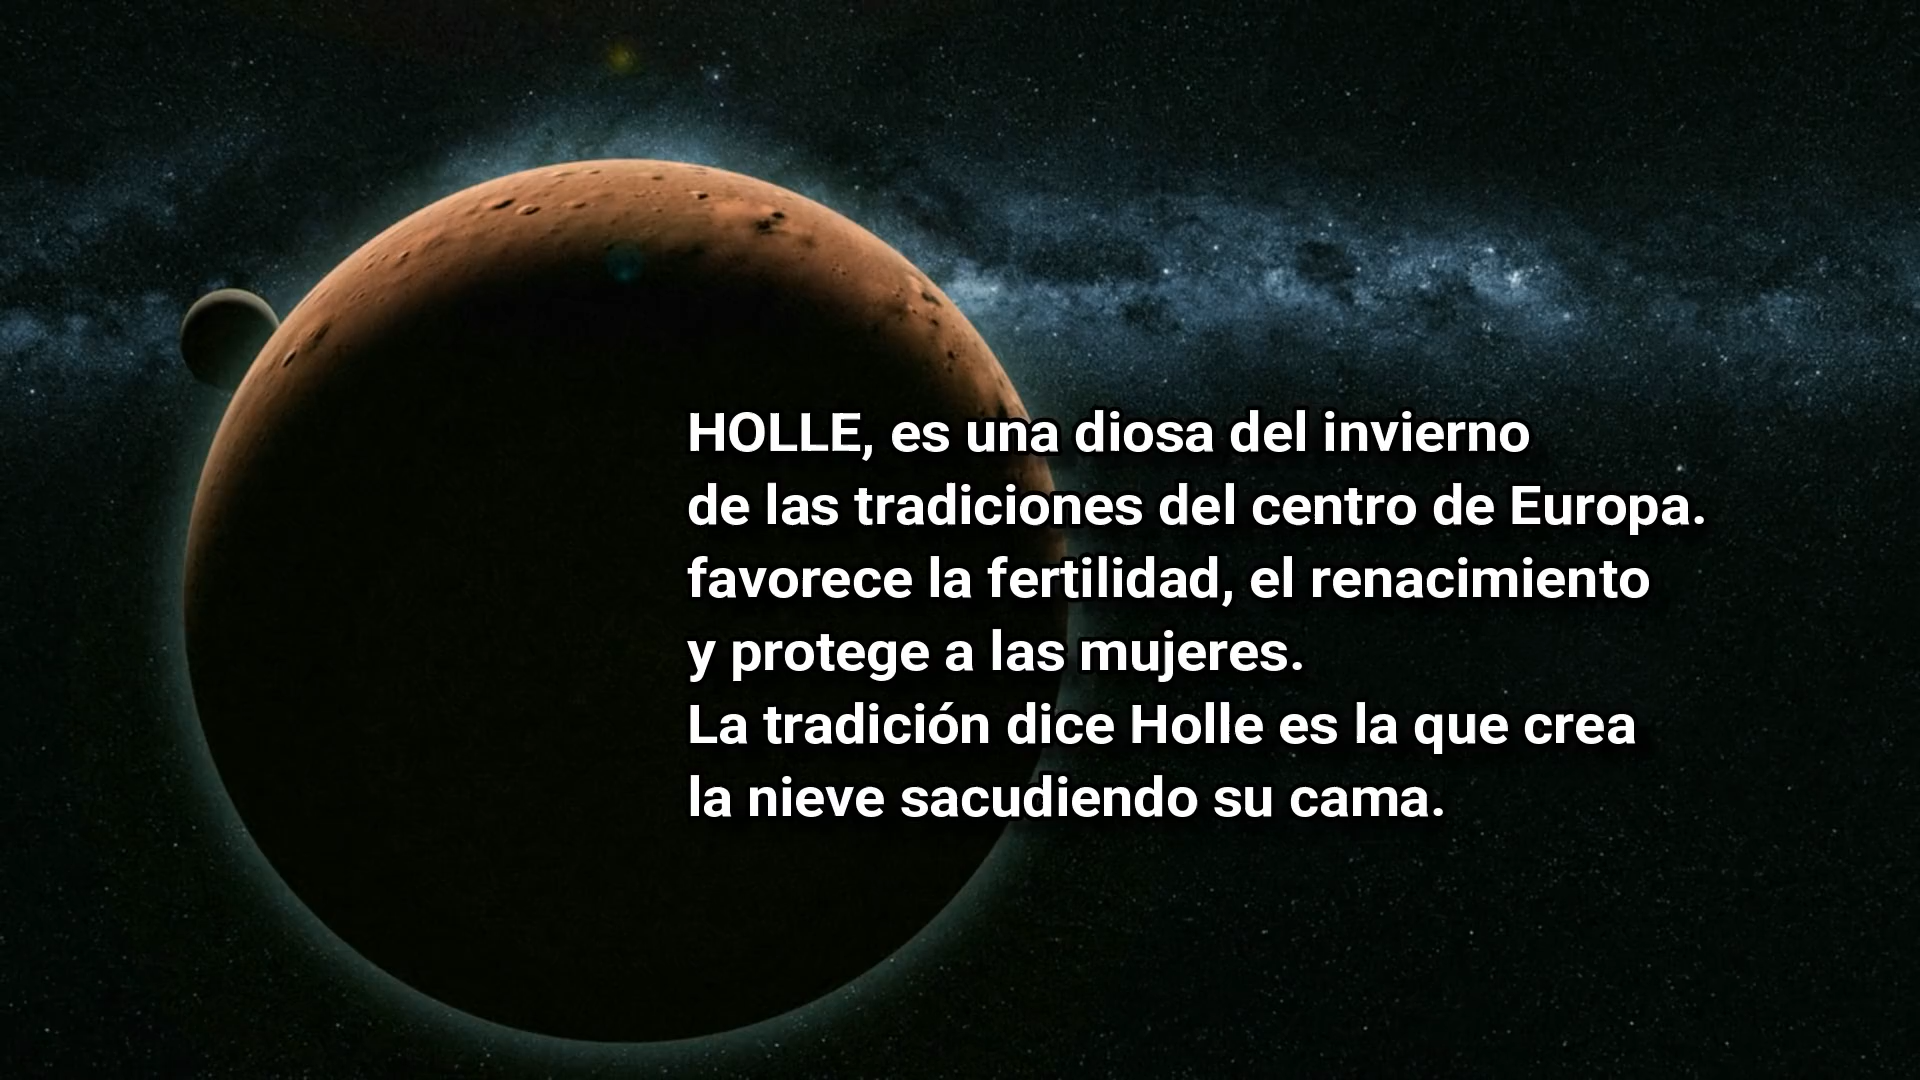 HOLLE, es una diosa del invierno
de las tradiciones del centro de Europa.
favorece la fertilidad, el renacimiento
y protege a las mujeres.
La tradición dice Holle es la que crea
la nieve sacudiendo su cama.